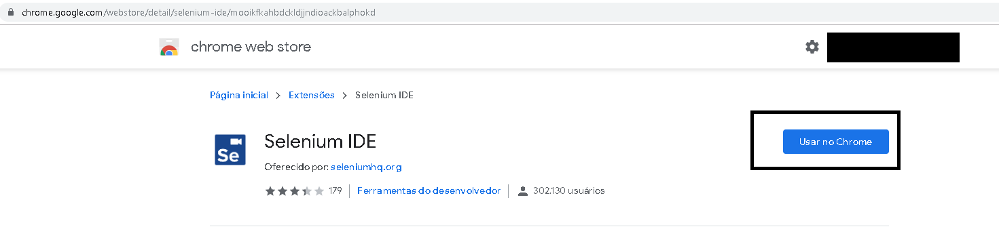 chrome.google.com/webstore/detail/selenium-ide/mooikfkahbdckldjjndioackbalphokd
chrome web store
Página inicial > Extensões > Selenium IDE
Se
Selenium IDE
Usar no Chrome
Oferecido por: seleniumhq.org
179 Ferramentas do desenvolvedor 302.130 usuários